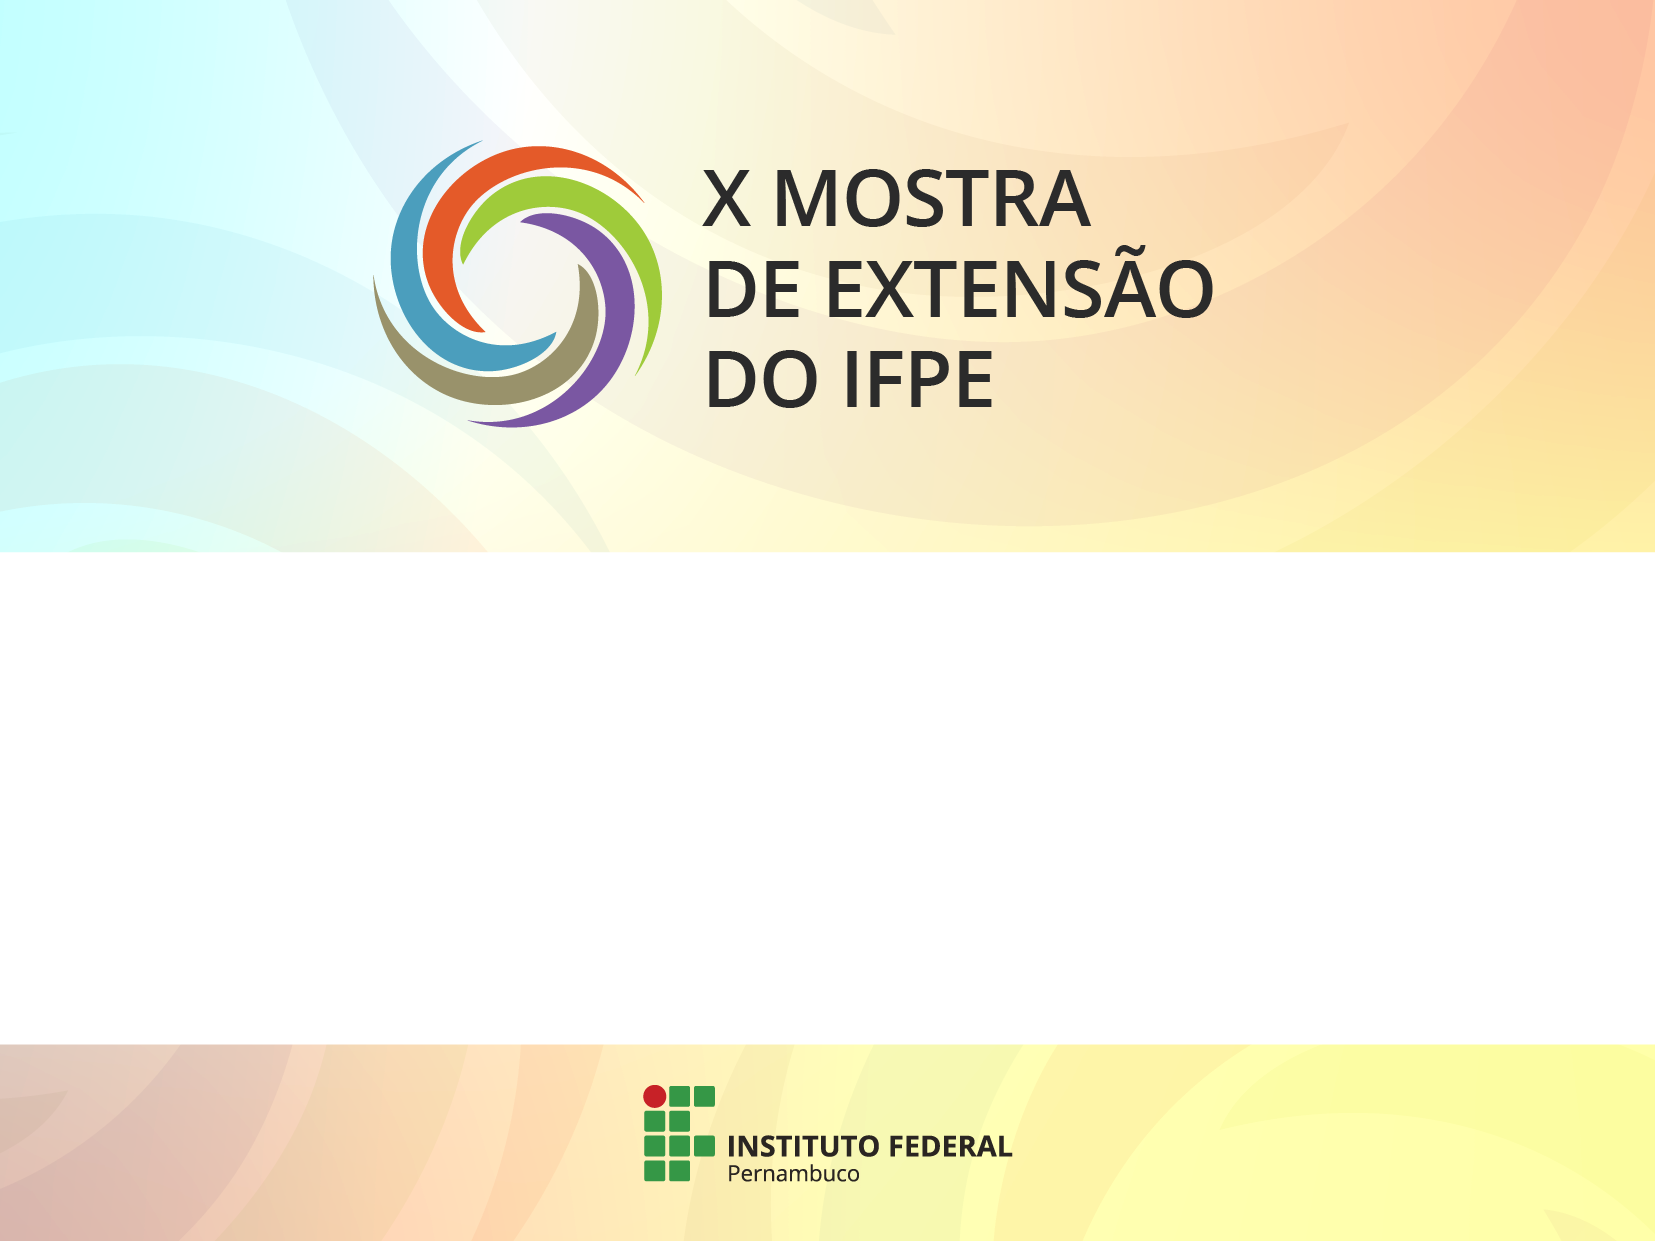 X MOSTRA
DE EXTENSÃO
DO IFPE
INSTITUTO FEDERAL
Pernambuco